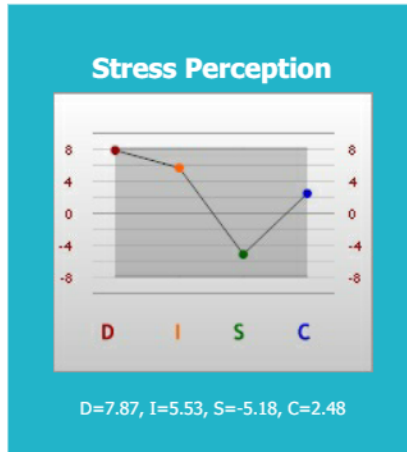 Stress Perception
8 8
4 4
0 0
-4 -4
-8 -8
D I S C
D=7.87, I=5.53, S=-5.18, C=2.48